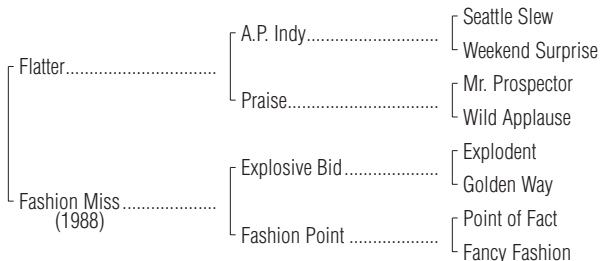 Seattle Slew
A.P. Indy
Weekend Surprise
Flatter
Mr. Prospector
Praise
Wild Applause
Explodent
Explosive Bid
Golden Way
Fashion Miss
(1988)
Point of Fact
Fashion Point
Fancy Fashion